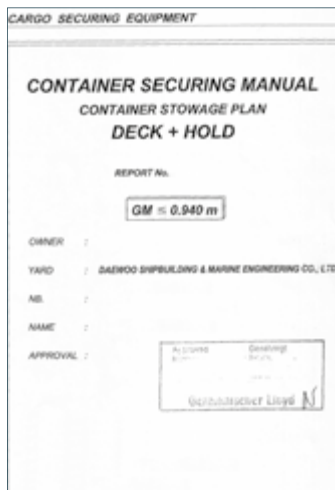 CARGO SECURING EQUIPMENT
CONTAINER SECURING MANUAL
CONTAINER STOWAGE PLAN
DECK + HOLD
REPORT No.
GM ≤ 0.940 m
OWNER :
YARD : DAEWOO SHIPBUILDING & MARINE ENGINEERING CO., LTD
NB. :
NAME :
APPROVAL :
Genehmigt
Germanischer Lloyd